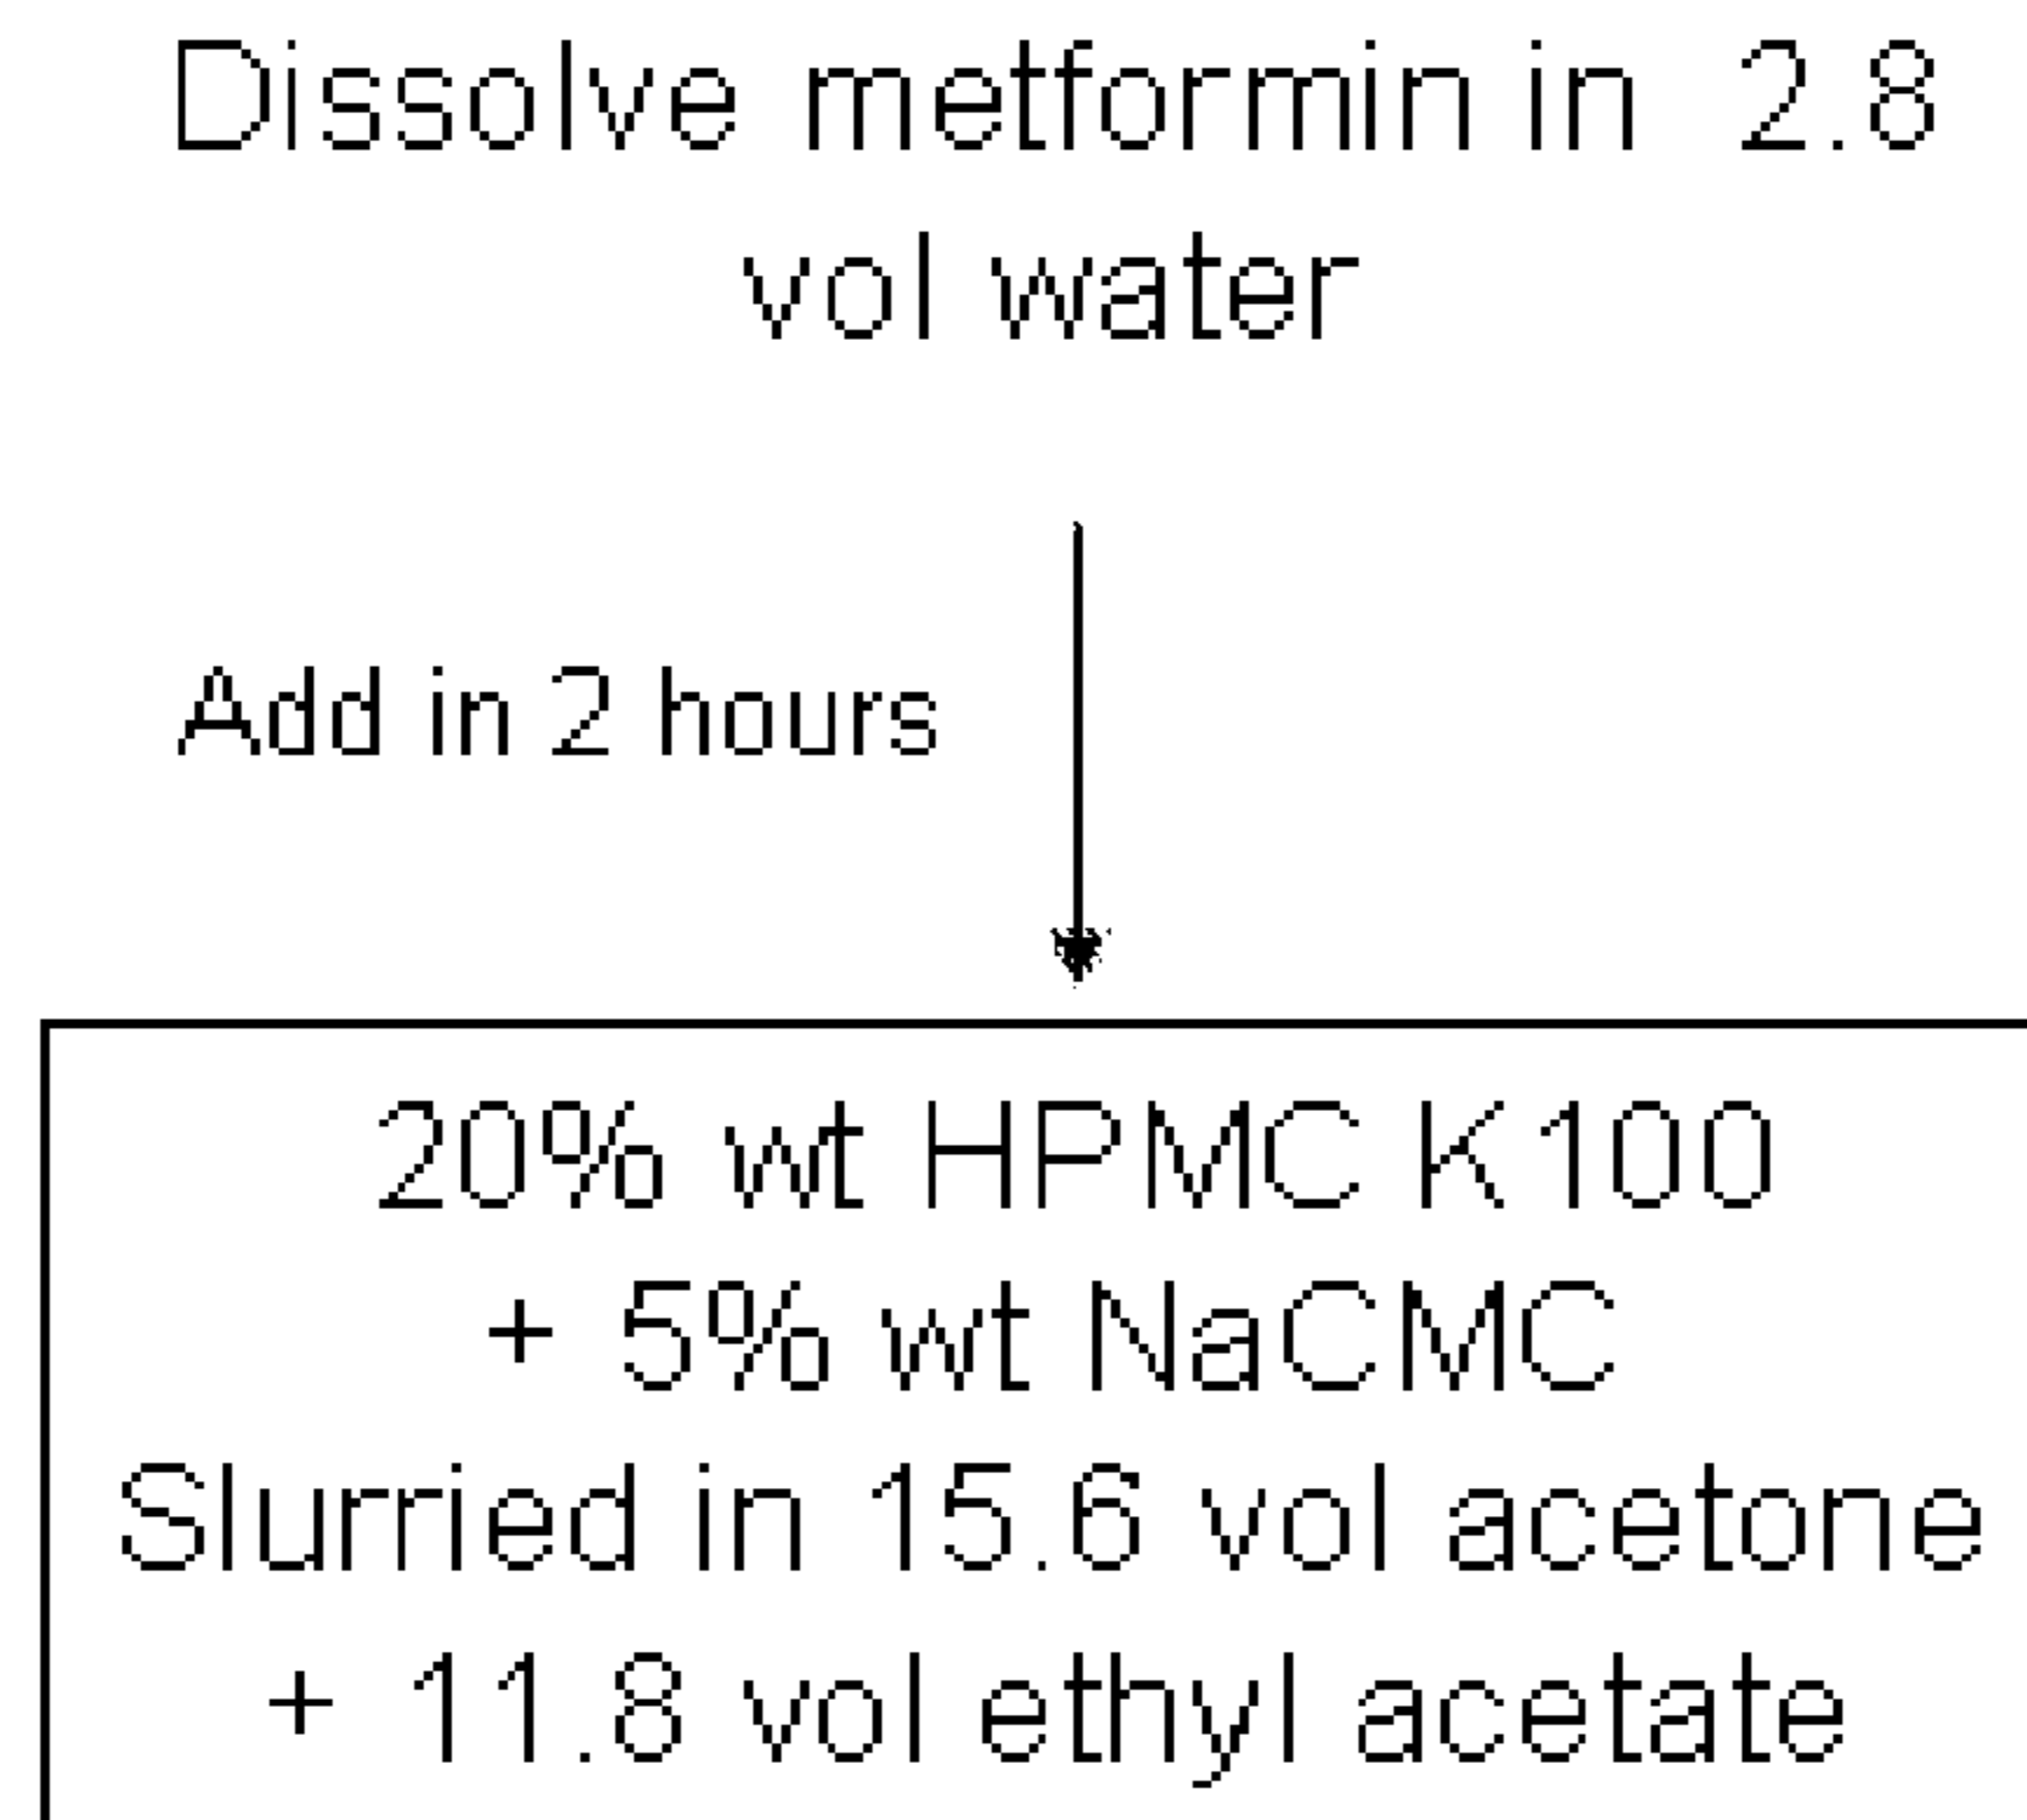 Dissolve metformin in 2.8
vol water
Add in 2 hours
20% wt HPMC K100
+ 5% wt NaCMC
Slurried in 15.6 vol acetone
+ 11.8 vol ethyl acetate